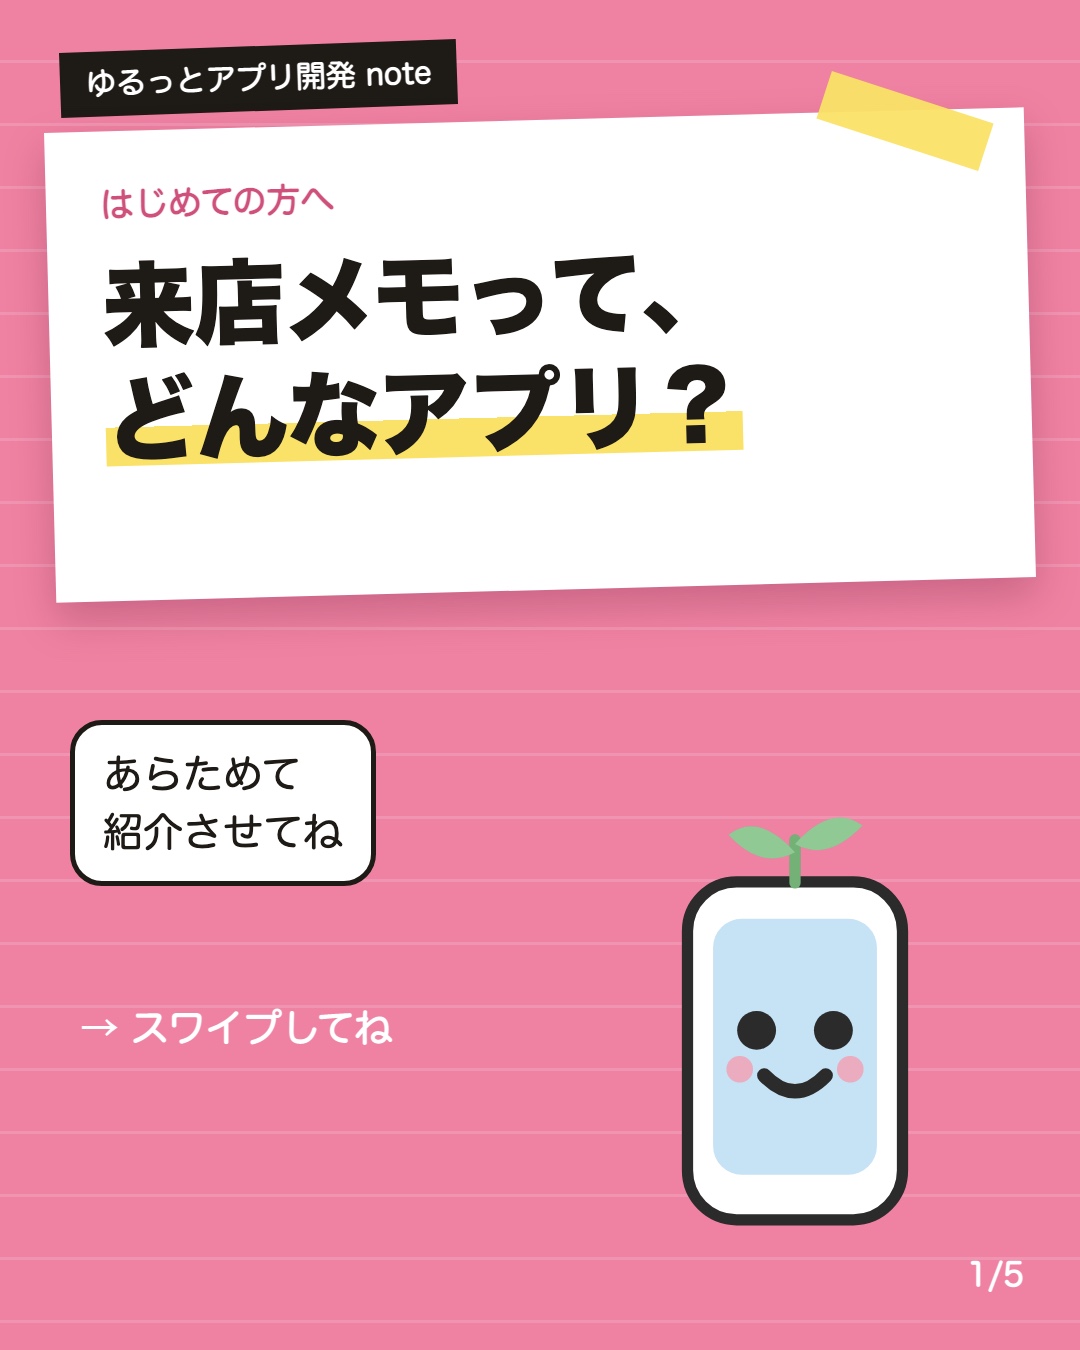 ゆるっとアプリ開発 note
はじめての方へ
来店メモって、
どんなアプリ？
あらためて
紹介させてね
→ スワイプしてね
1/5